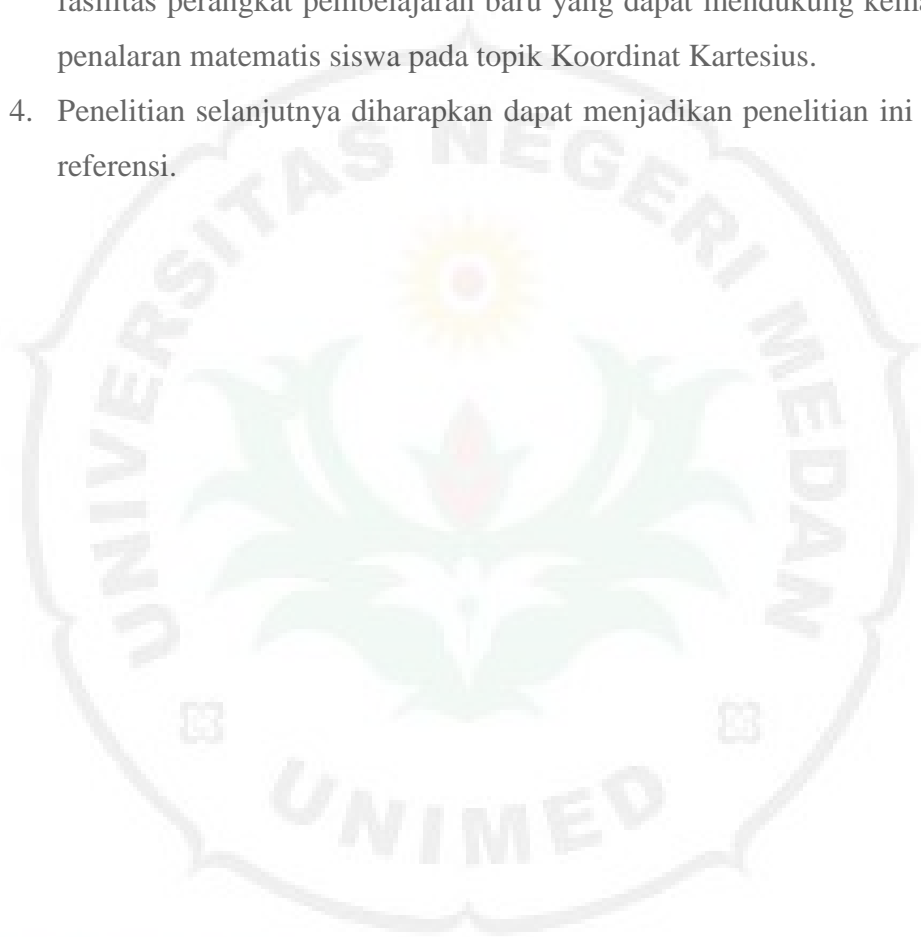 fasilitas perangkat pembelajaran baru yang dapat mendukung
penalaran matematis siswa pada topik Koordinat Kartesius.
4. Penelitian selanjutnya diharapkan dapat menjadikan penelitian ini
referensi.
UNIVERSITAS NEGERI MEDAN
UNIMED